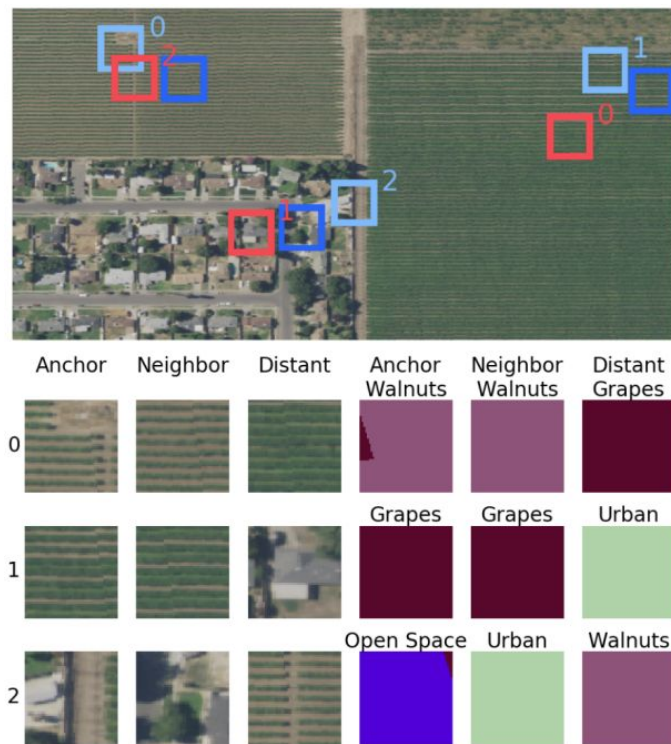 0
2
1
0
2
1
Anchor Neighbor Distant Anchor Neighbor Distant
Walnuts Walnuts Grapes
0
Grapes Grapes Urban
1
Open Space Urban Walnuts
2